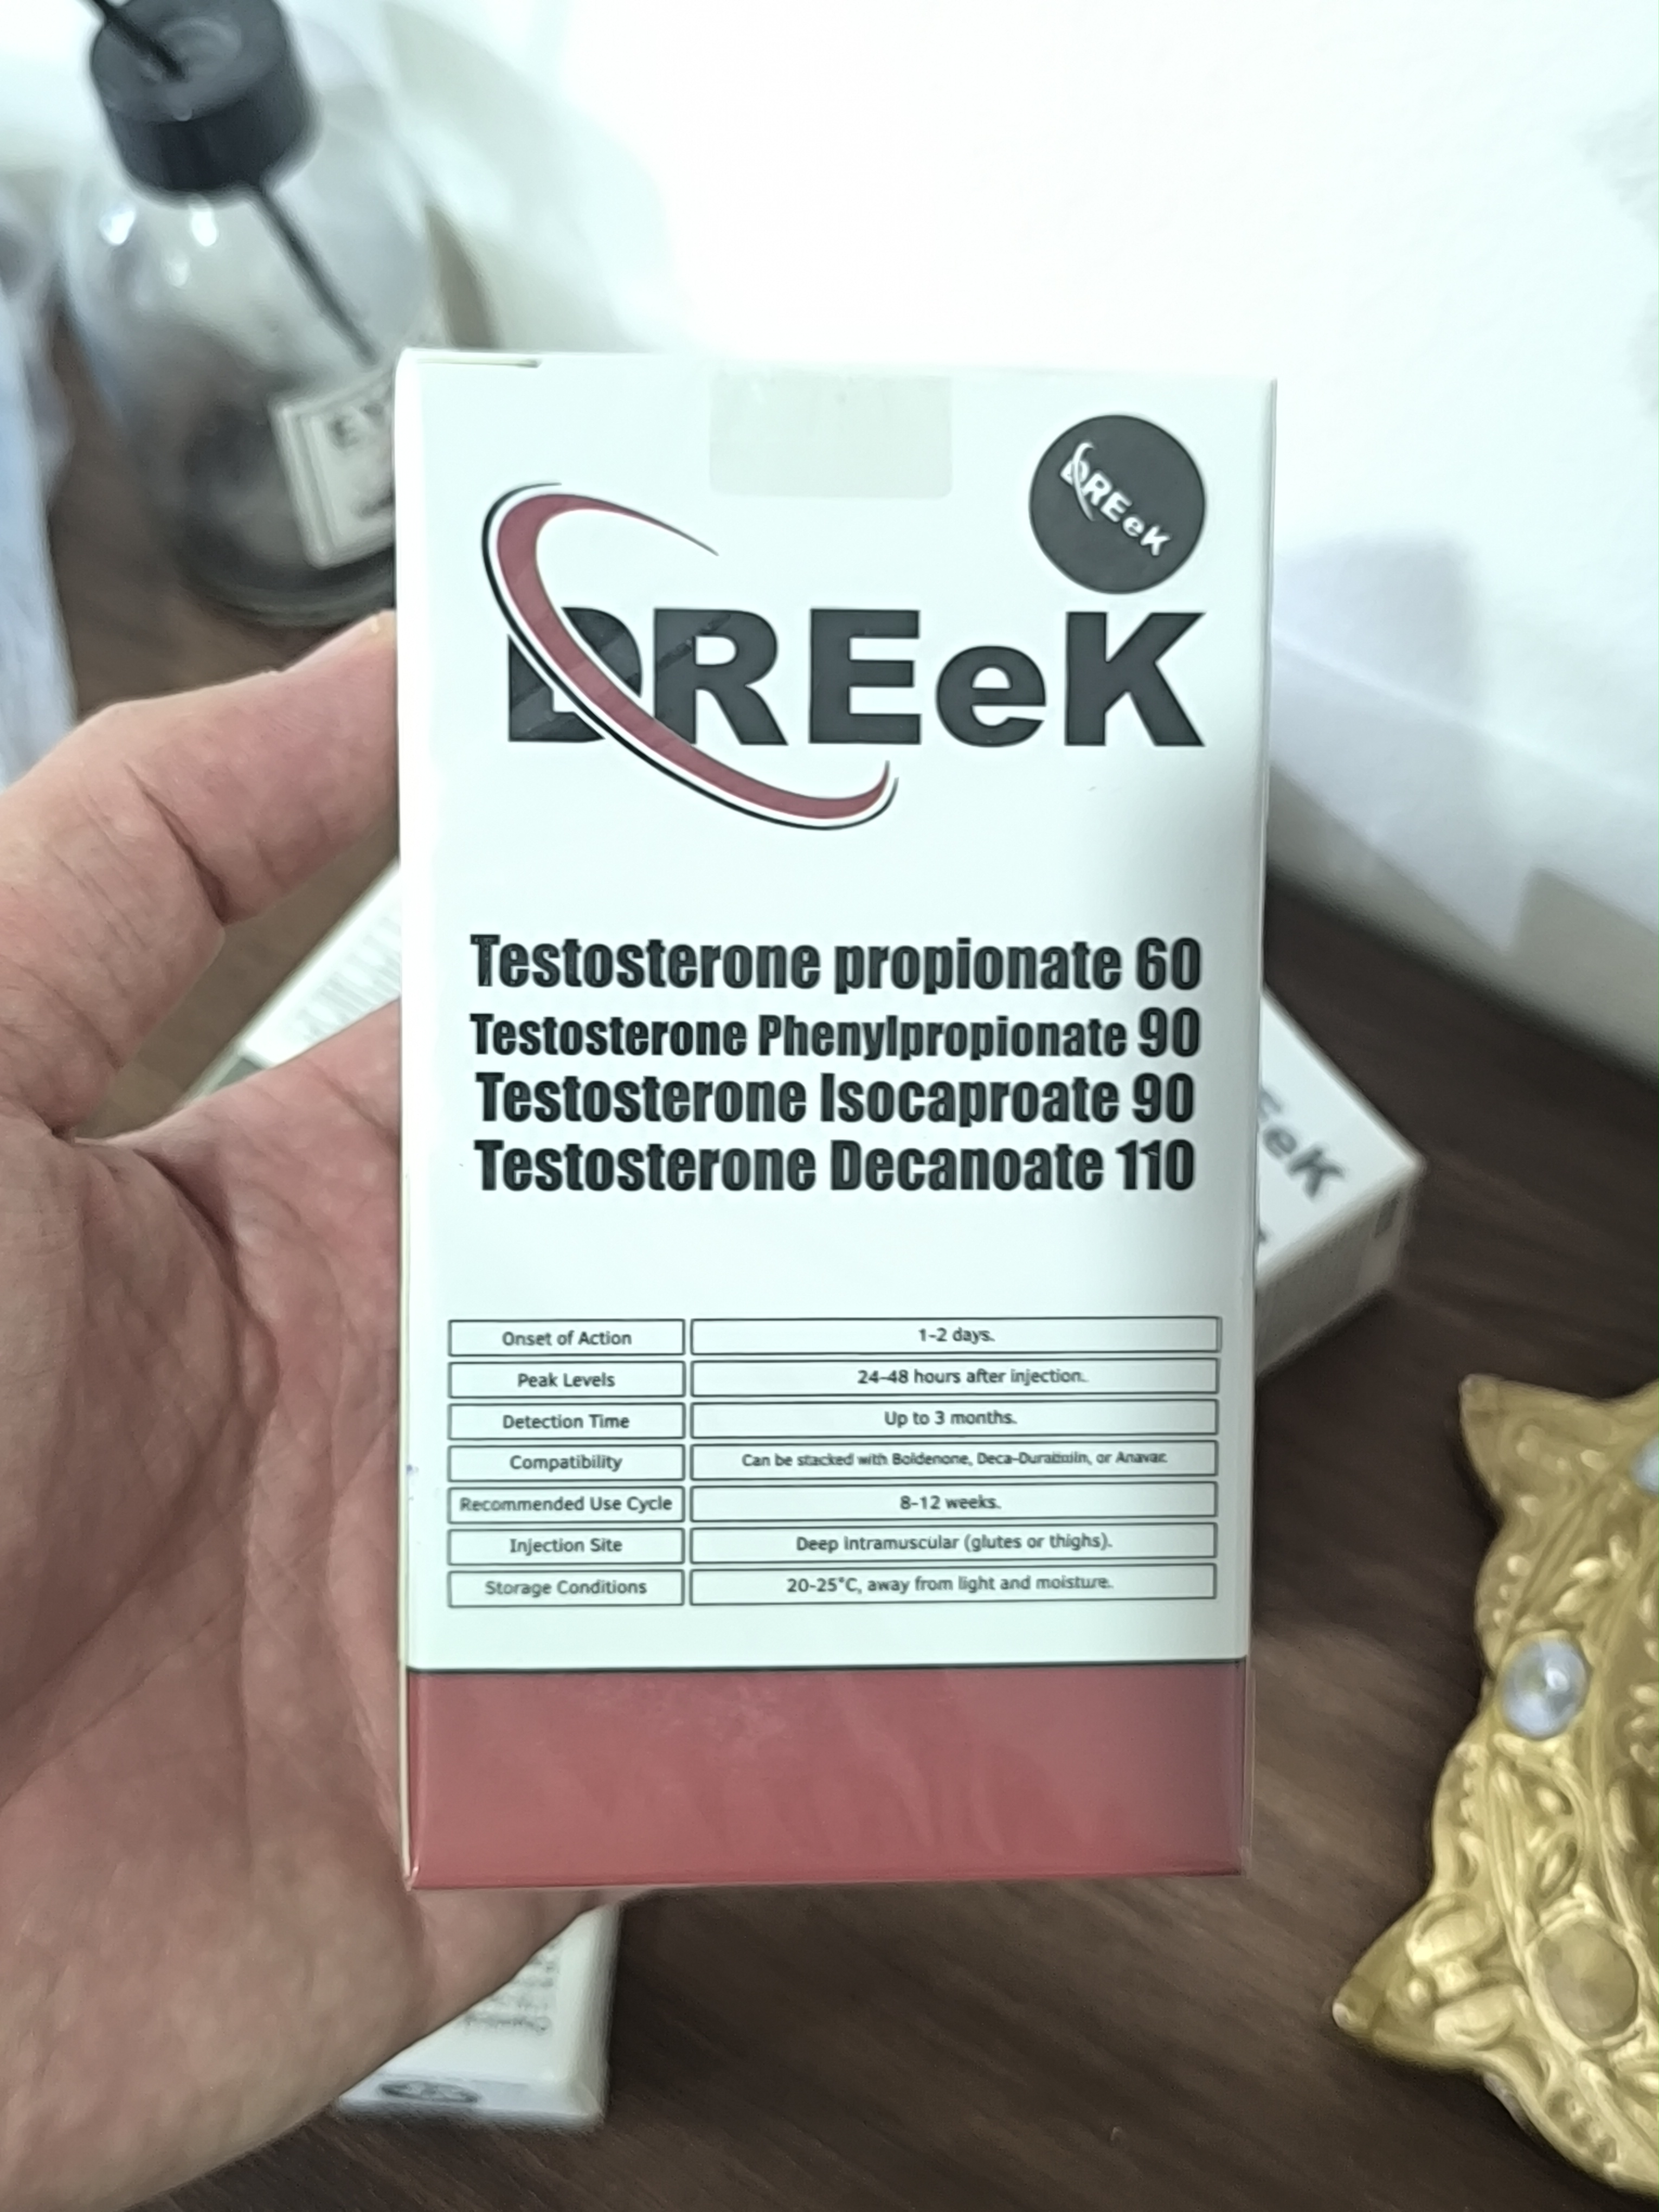 DREeK
DREeK
Testosterone propionate 60
Testosterone Phenylpropionate 90
Testosterone Isocaproate 90
Testosterone Decanoate 110
Onset of Action 1-2 days.
Peak Levels 24-48 hours after injection.
Detection Time Up to 3 months.
Compatibility Can be stacked with Boldenone, Deca-Durabolin, or Anavar.
Recommended Use Cycle 8-12 weeks.
Injection Site Deep intramuscular (glutes or thighs).
Storage Conditions 20-25°C, away from light and moisture.
EeK